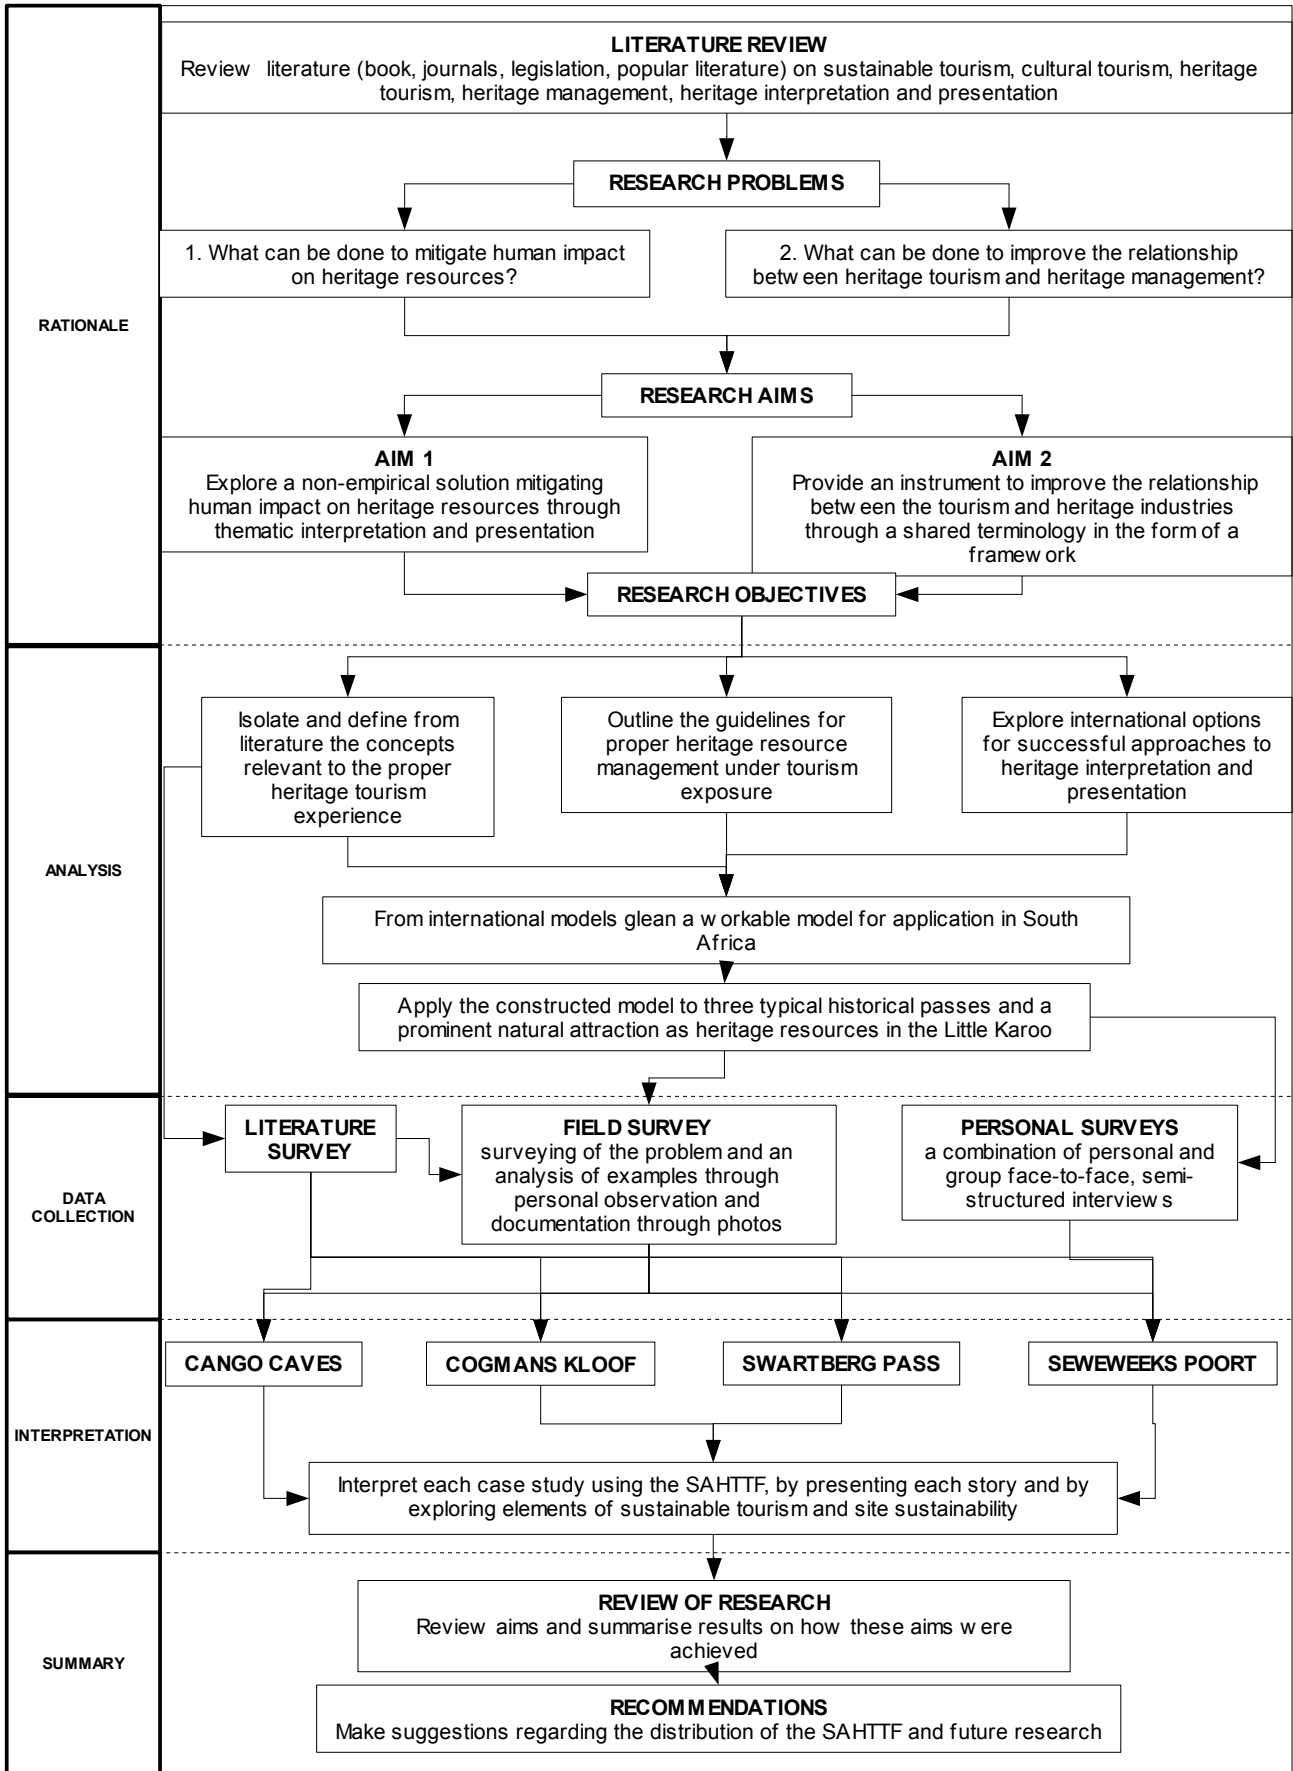 LITERATURE REVIEW
Review literature (book, journals, legislation, popular literature) on sustainable tourism, cultural tourism, heritage
tourism, heritage management, heritage interpretation and presentation
RESEARCH PROBLEMS
1. What can be done to mitigate human impact
on heritage resources?
2. What can be done to improve the relationship
between heritage tourism and heritage management?
RATIONALE
RESEARCH AIMS
AIM 1
Explore a non-empirical solution mitigating
human impact on heritage resources through
thematic interpretation and presentation
AIM 2
Provide an instrument to improve the relationship
between the tourism and heritage industries
through a shared terminology in the form of a
framework
RESEARCH OBJECTIVES
Isolate and define from
literature the concepts
relevant to the proper
heritage tourism
experience
Outline the guidelines for
proper heritage resource
management under tourism
exposure
Explore international options
for successful approaches to
heritage interpretation and
presentation
ANALYSIS
From international models glean a workable model for application in South
Africa
Apply the constructed model to three typical historical passes and a
prominent natural attraction as heritage resources in the Little Karoo
LITERATURE
SURVEY
FIELD SURVEY
surveying of the problem and an
analysis of examples through
personal observation and
documentation through photos
PERSONAL SURVEYS
a combination of personal and
group face-to-face, semi-
structured interviews
DATA
COLLECTION
CANGO CAVES
COGMANS KLOOF
SWARTBERG PASS
SEWEWEEKS POORT
INTERPRETATION
Interpret each case study using the SAHTTF, by presenting each story and by
exploring elements of sustainable tourism and site sustainability
REVIEW OF RESEARCH
Review aims and summarise results on how these aims were
achieved
SUMMARY
RECOMMENDATIONS
Make suggestions regarding the distribution of the SAHTTF and future research